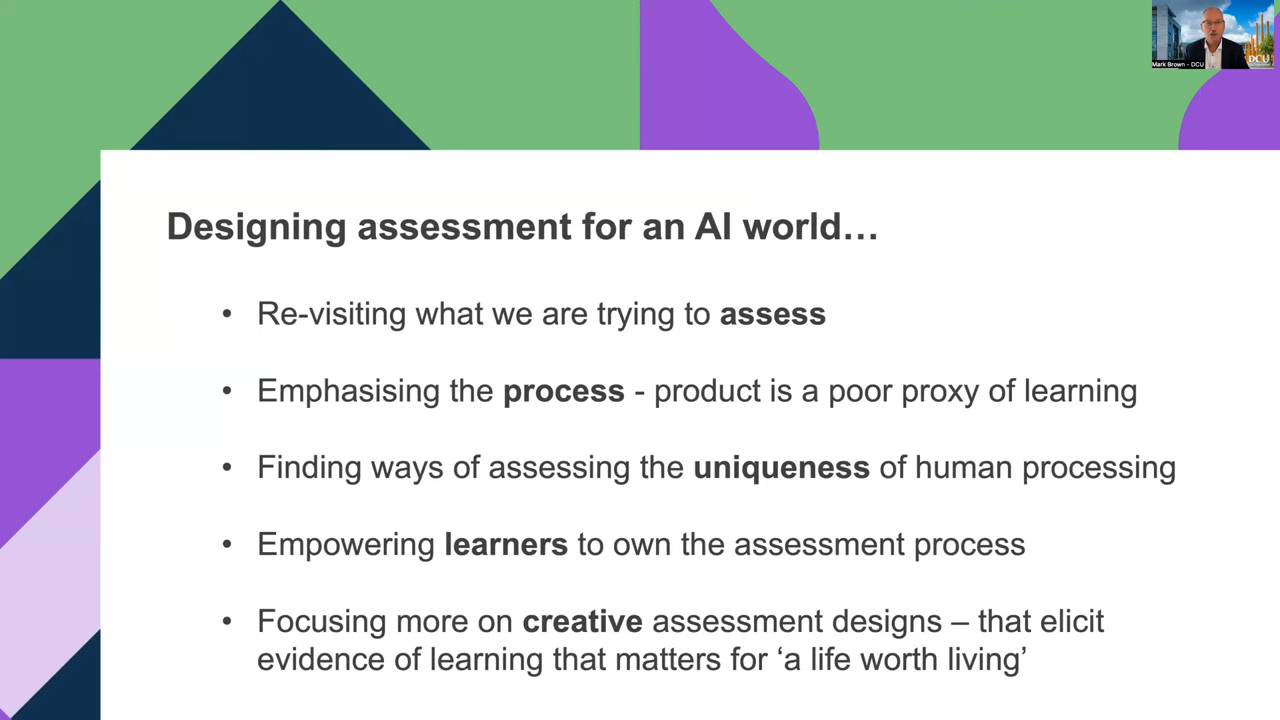 Mark Brown - DCU
DCU
Designing assessment for an AI world…
• Re-visiting what we are trying to assess
• Emphasising the process - product is a poor proxy of learning
• Finding ways of assessing the uniqueness of human processing
• Empowering learners to own the assessment process
• Focusing more on creative assessment designs – that elicit
evidence of learning that matters for ‘a life worth living’